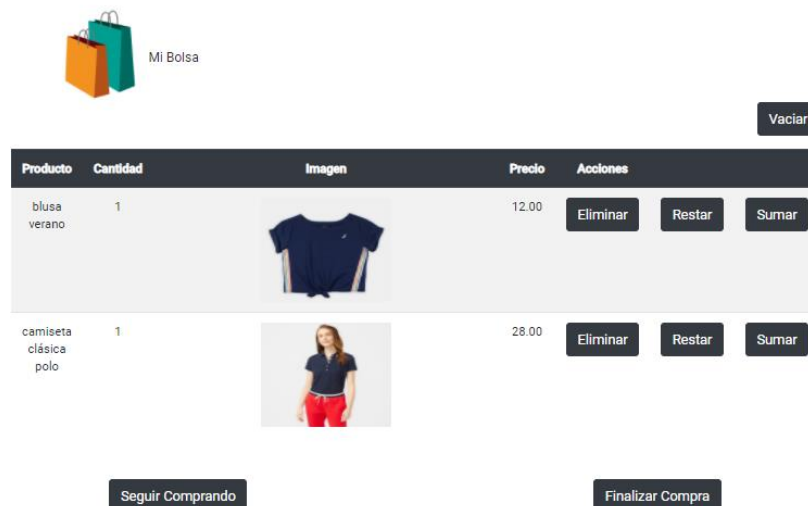 Mi Bolsa
Vaciar
Producto Cantidad Imagen Precio Acciones
blusa 1 12.00 Eliminar Restar Sumar
verano
camiseta 1 28.00 Eliminar Restar Sumar
clásica
polo
Seguir Comprando Finalizar Compra